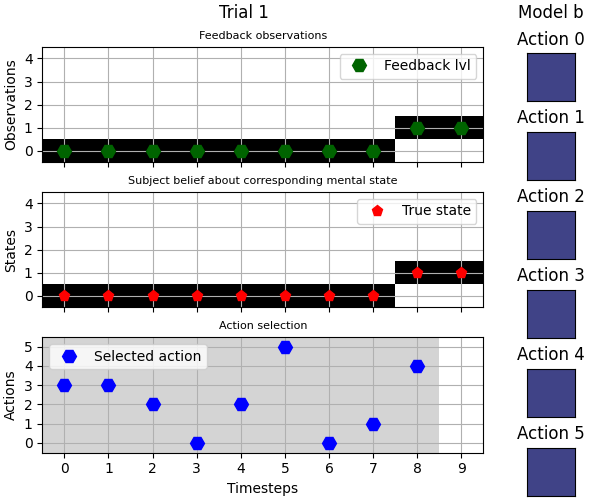 Trial 1
Feedback observations
Observations
4
3
2
1
0
Feedback lvl
Subject belief about corresponding mental state
States
4
3
2
1
0
True state
Action selection
Actions
5
4
3
2
1
0
Selected action
0 1 2 3 4 5 6 7 8 9
Timesteps
Model b
Action 0
Action 1
Action 2
Action 3
Action 4
Action 5